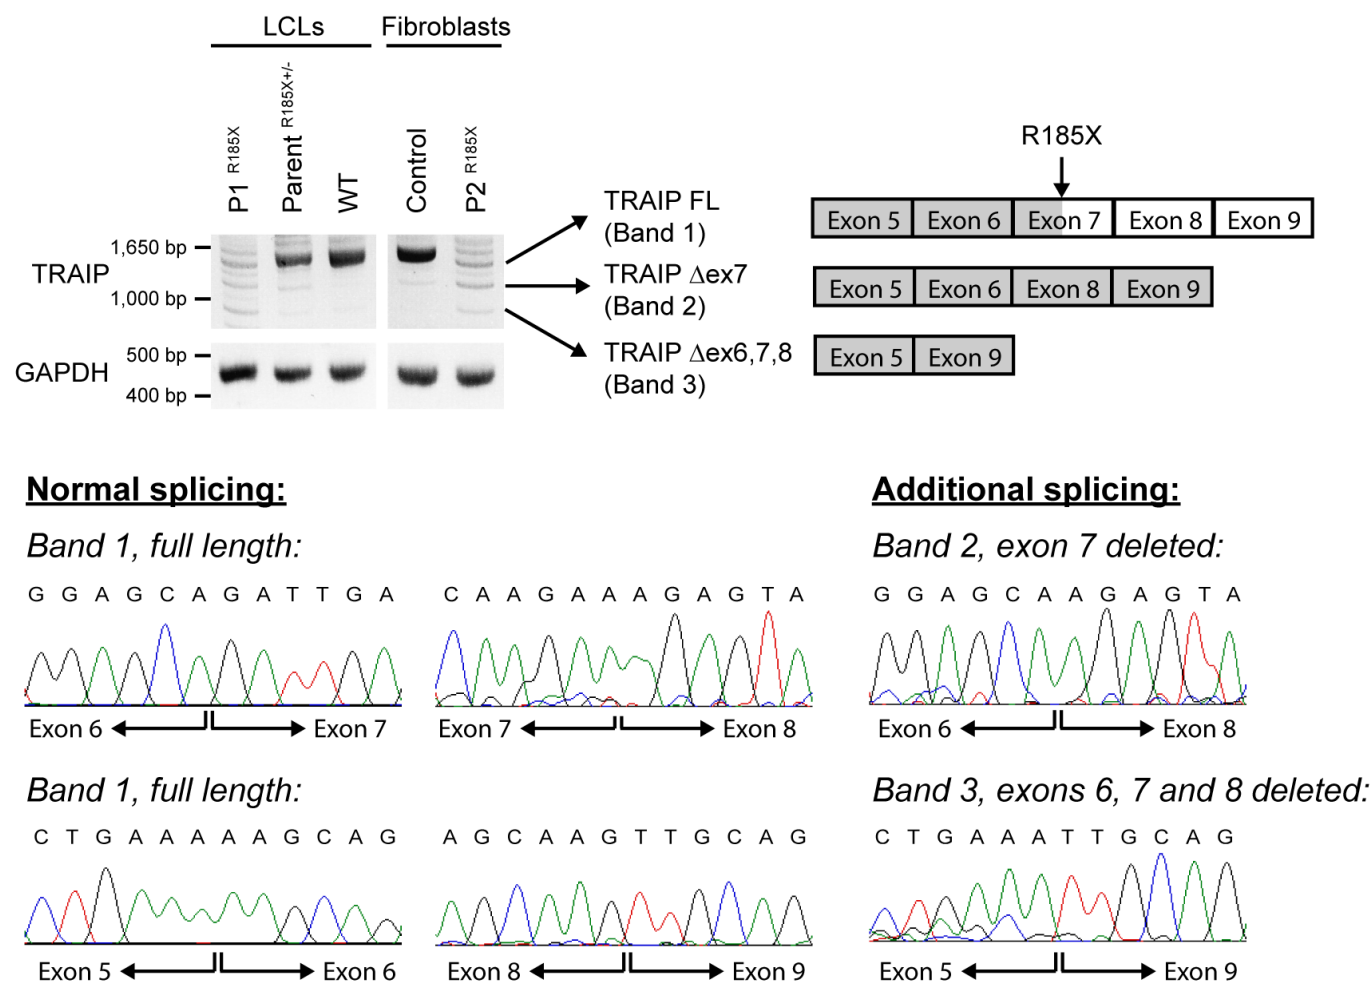 LCLs Fibroblasts
P1 R185X
Parent R185X+/-
WT
Control
P2 R185X
TRAIP
1,650 bp
1,000 bp
GAPDH
500 bp
400 bp
TRAIP FL
(Band 1)
TRAIP Δex7
(Band 2)
TRAIP Δex6,7,8
(Band 3)
R185X
Exon 5 Exon 6 Exon 7 Exon 8 Exon 9
Exon 5 Exon 6 Exon 8 Exon 9
Exon 5 Exon 9
Normal splicing:
Band 1, full length:
G G A G C A G A T T G A
Exon 6 Exon 7
C A A G A A A G A G T A
Exon 7 Exon 8
Band 1, full length:
C T G A A A A A G C A G
Exon 5 Exon 6
A G C A A G T T G C A G
Exon 8 Exon 9
Additional splicing:
Band 2, exon 7 deleted:
G G A G C A A G A G T A
Exon 6 Exon 8
Band 3, exons 6, 7 and 8 deleted:
C T G A A A T T G C A G
Exon 5 Exon 9